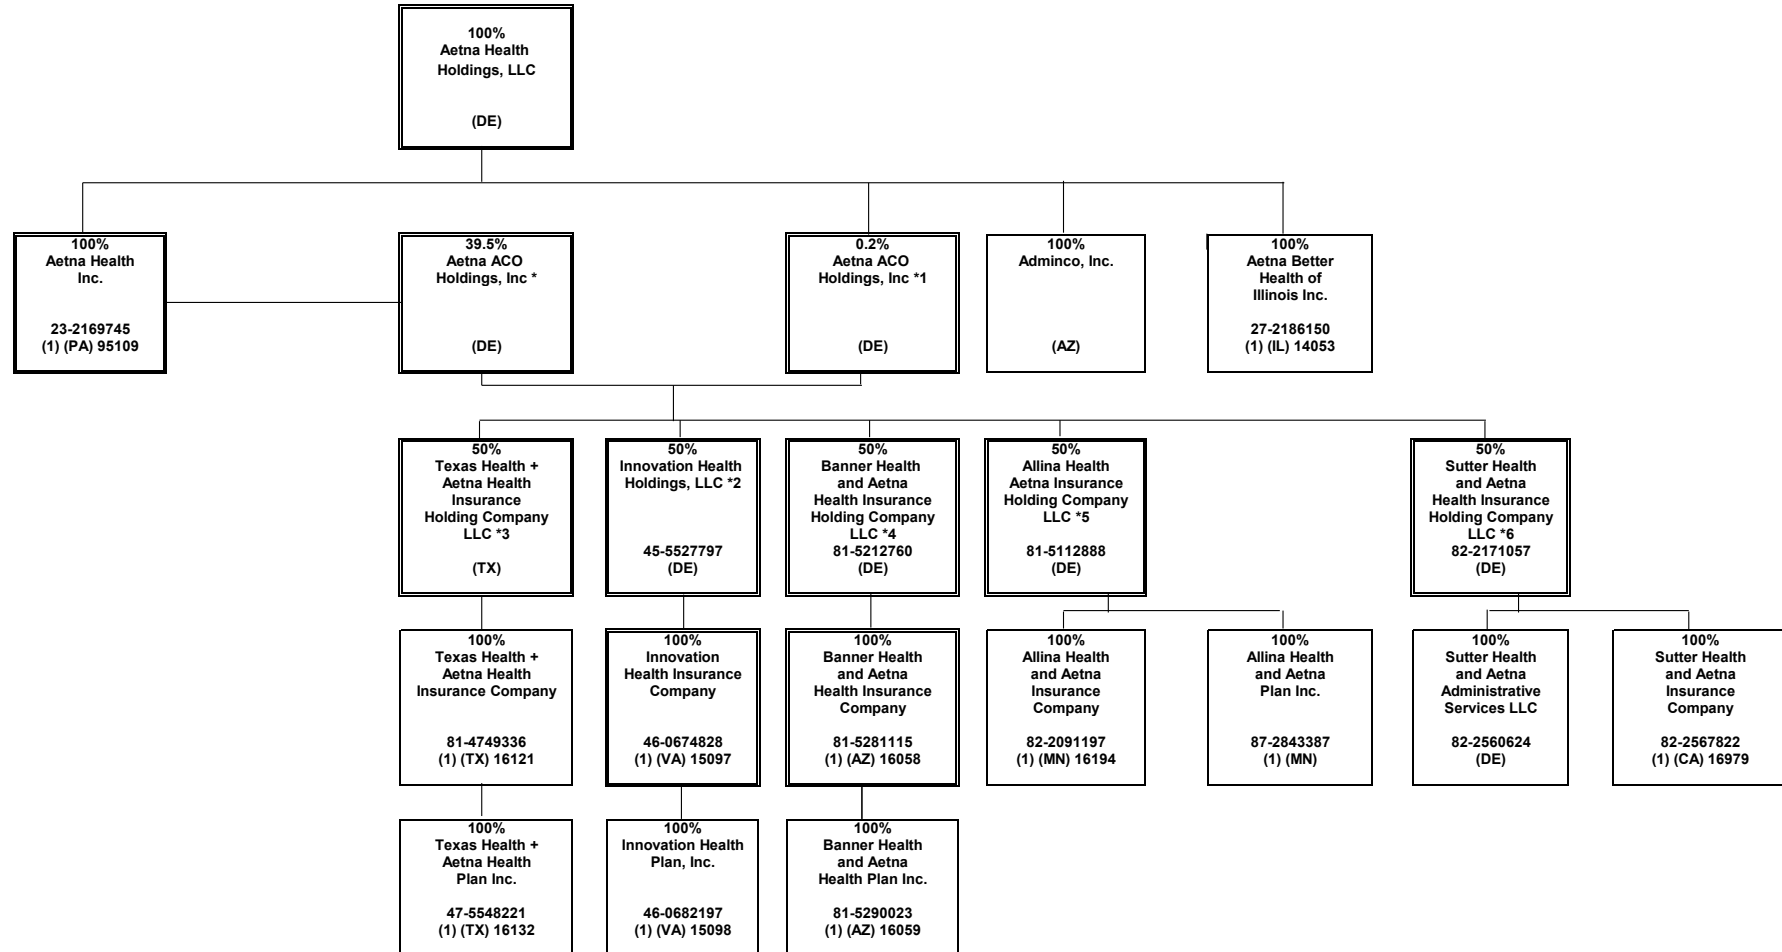 100%
Aetna Health
Holdings, LLC
(DE)
100%
Aetna Health
Inc.
23-2169745
(1) (PA) 95109
39.5%
Aetna ACO
Holdings, Inc *
(DE)
0.2%
Aetna ACO
Holdings, Inc *1
(DE)
100%
Adminco, Inc.
(AZ)
100%
Aetna Better
Health of
Illinois Inc.
27-2186150
(1) (IL) 14053
50%
Texas Health +
Aetna Health
Insurance
Holding Company
LLC *3
(TX)
50%
Innovation Health
Holdings, LLC *2
45-5527797
(DE)
50%
Banner Health
and Aetna
Health Insurance
Holding Company
LLC *4
81-5212760
(DE)
50%
Allina Health
Aetna Insurance
Holding Company
LLC *5
81-5112888
(DE)
50%
Sutter Health
and Aetna
Health Insurance
Holding Company
LLC *6
82-2171057
(DE)
100%
Texas Health +
Aetna Health
Insurance Company
81-4749336
(1) (TX) 16121
100%
Innovation
Health Insurance
Company
46-0674828
(1) (VA) 15097
100%
Banner Health
and Aetna
Health Insurance
Company
81-5281115
(1) (AZ) 16058
100%
Allina Health
and Aetna
Insurance
Company
82-2091197
(1) (MN) 16194
100%
Allina Health
and Aetna
Plan Inc.
87-2843387
(1) (MN)
100%
Sutter Health
and Aetna
Administrative
Services LLC
82-2560624
(DE)
100%
Sutter Health
and Aetna
Insurance
Company
82-2567822
(1) (CA) 16979
100%
Texas Health +
Aetna Health
Plan Inc.
47-5548221
(1) (TX) 16132
100%
Innovation Health
Plan, Inc.
46-0682197
(1) (VA) 15098
100%
Banner Health
and Aetna
Health Plan Inc.
81-5290023
(1) (AZ) 16059